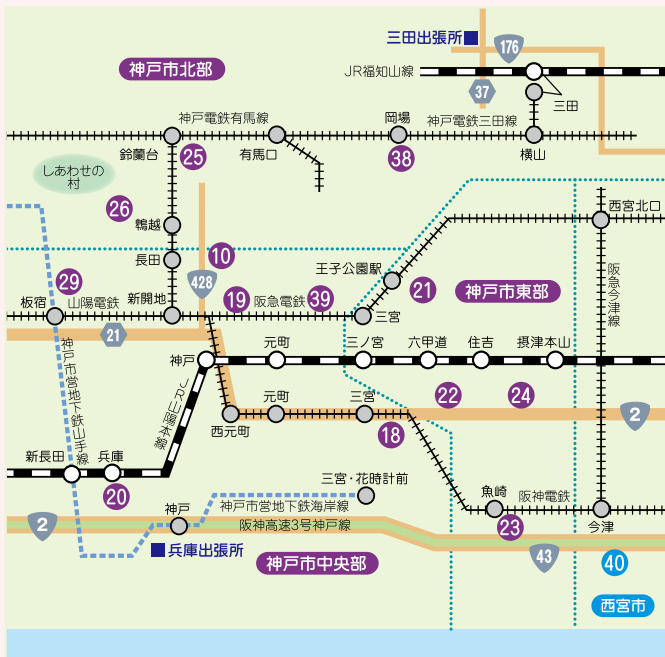 三田出張所
176
神戸市北部
JR福知山線
37
三田
神戸電鉄有馬線
岡場
神戸電鉄三田線
鈴蘭台
25
有馬口
38
横山
しあわせの
村
26
鵯越
西宮北口
長田
10
王子公園駅
29
428
21
神戸市東部
阪急今津線
板宿
山陽電鉄
新開地
19
阪急電鉄
39
三宮
21
神戸市営地下鉄山手線
神戸
元町
三ノ宮
六甲道
住吉
摂津本山
JR山陽本線
元町
三宮
22
24
2
西元町
18
新長田
兵庫
20
三宮・花時計前
魚崎
阪神電鉄
神戸
神戸市営地下鉄海岸線
2
阪神高速3号神戸線
23
今津
兵庫出張所
神戸市中央部
43
40
西宮市